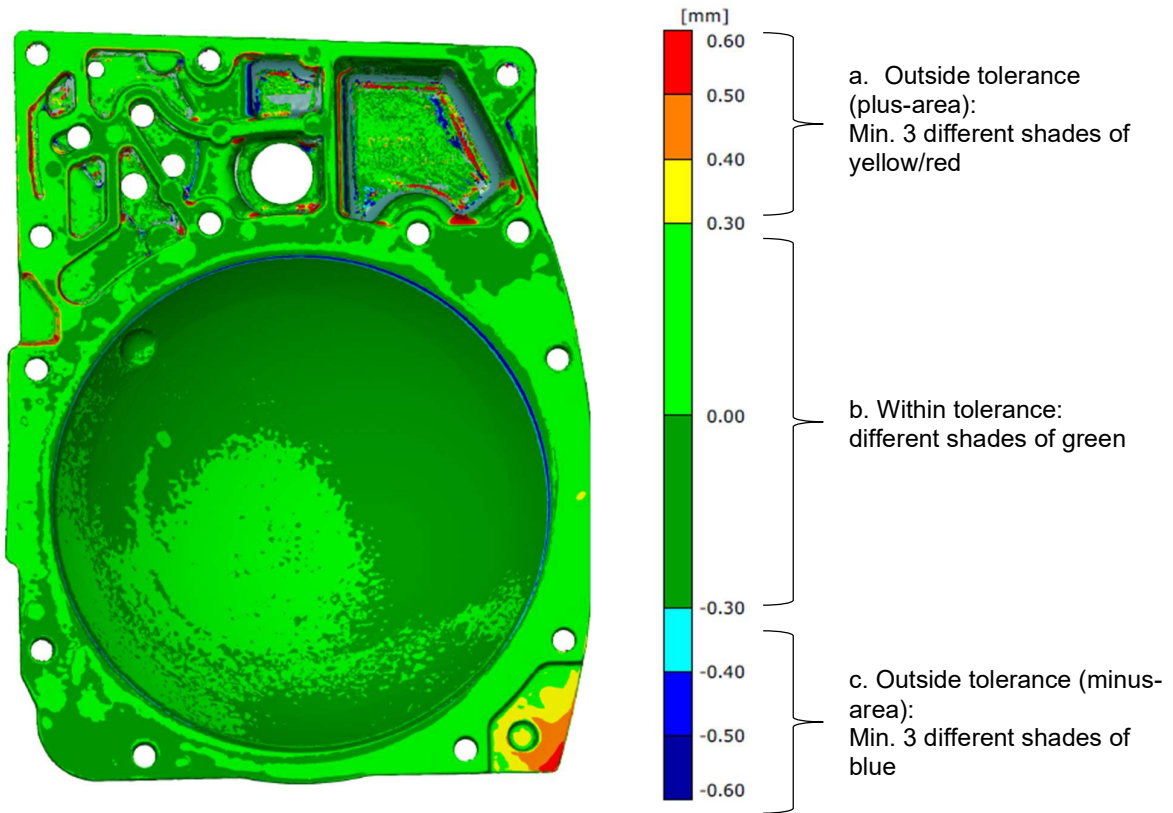 [mm]
0.60
0.50
0.40
0.30
0.00
-0.30
-0.40
-0.50
-0.60
a. Outside tolerance
(plus-area):
Min. 3 different shades of
yellow/red
b. Within tolerance:
different shades of green
c. Outside tolerance (minus-
area):
Min. 3 different shades of
blue